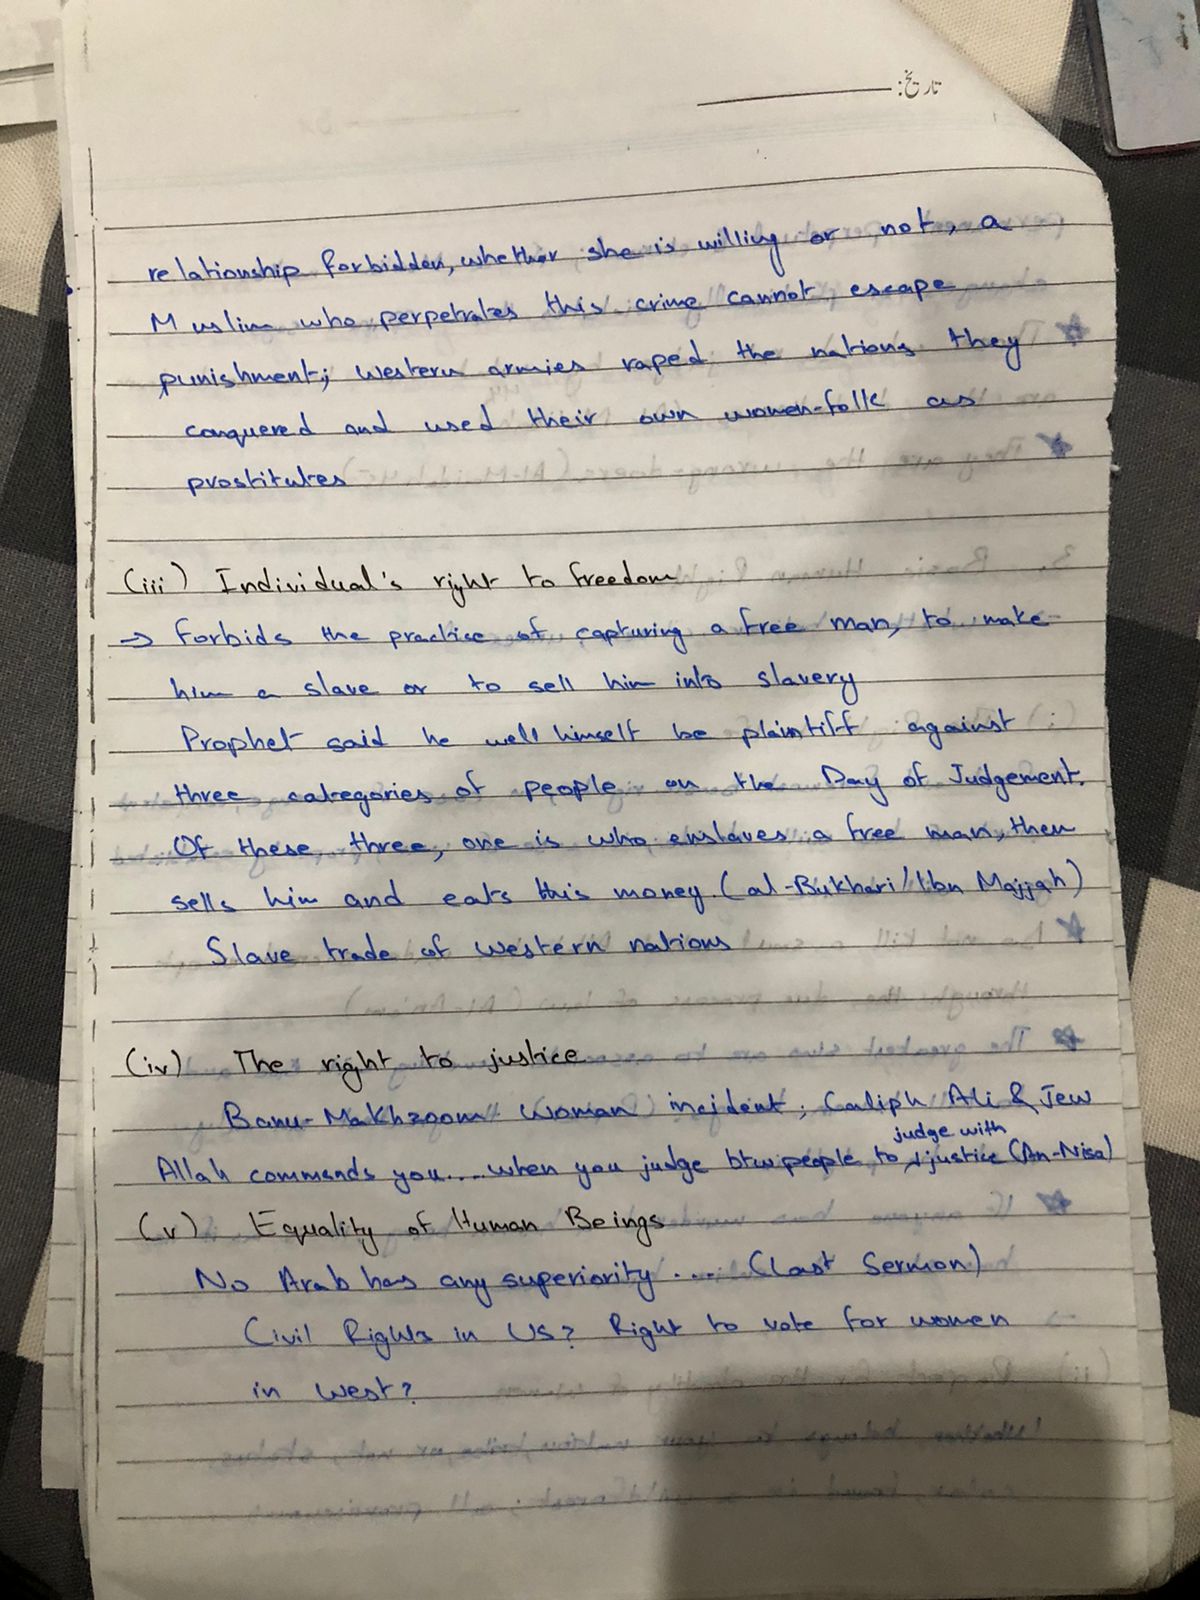 تاریخ:
relationship forbidden, whether she is willing or not, a
Muslim who perpetrates this crime cannot escape
punishment; western armies raped the nations they
conquered and used their own women-folk as
prostitutes
(iii) Individual's right to freedom
→ forbids the practice of capturing a free man, to make
him a slave or to sell him into slavery
Prophet said he well himself be plaintiff against
three categories of people on the Day of Judgement.
Of these three, one is who enslaves a free man, then
sells him and eats this money. (al-Bukhari/Ibn Majjah)
Slave trade of western nations
(iv) The right to justice
Banu-Makhzoom woman incident; Caliph Ali & Jew
judge with
Allah commands you.... when you judge btw people to justice (An-Nisa)
(v) Equality of Human Beings
No Arab has any superiority .... (Last Sermon)
Civil Rights in US? Right to vote for women
in west?